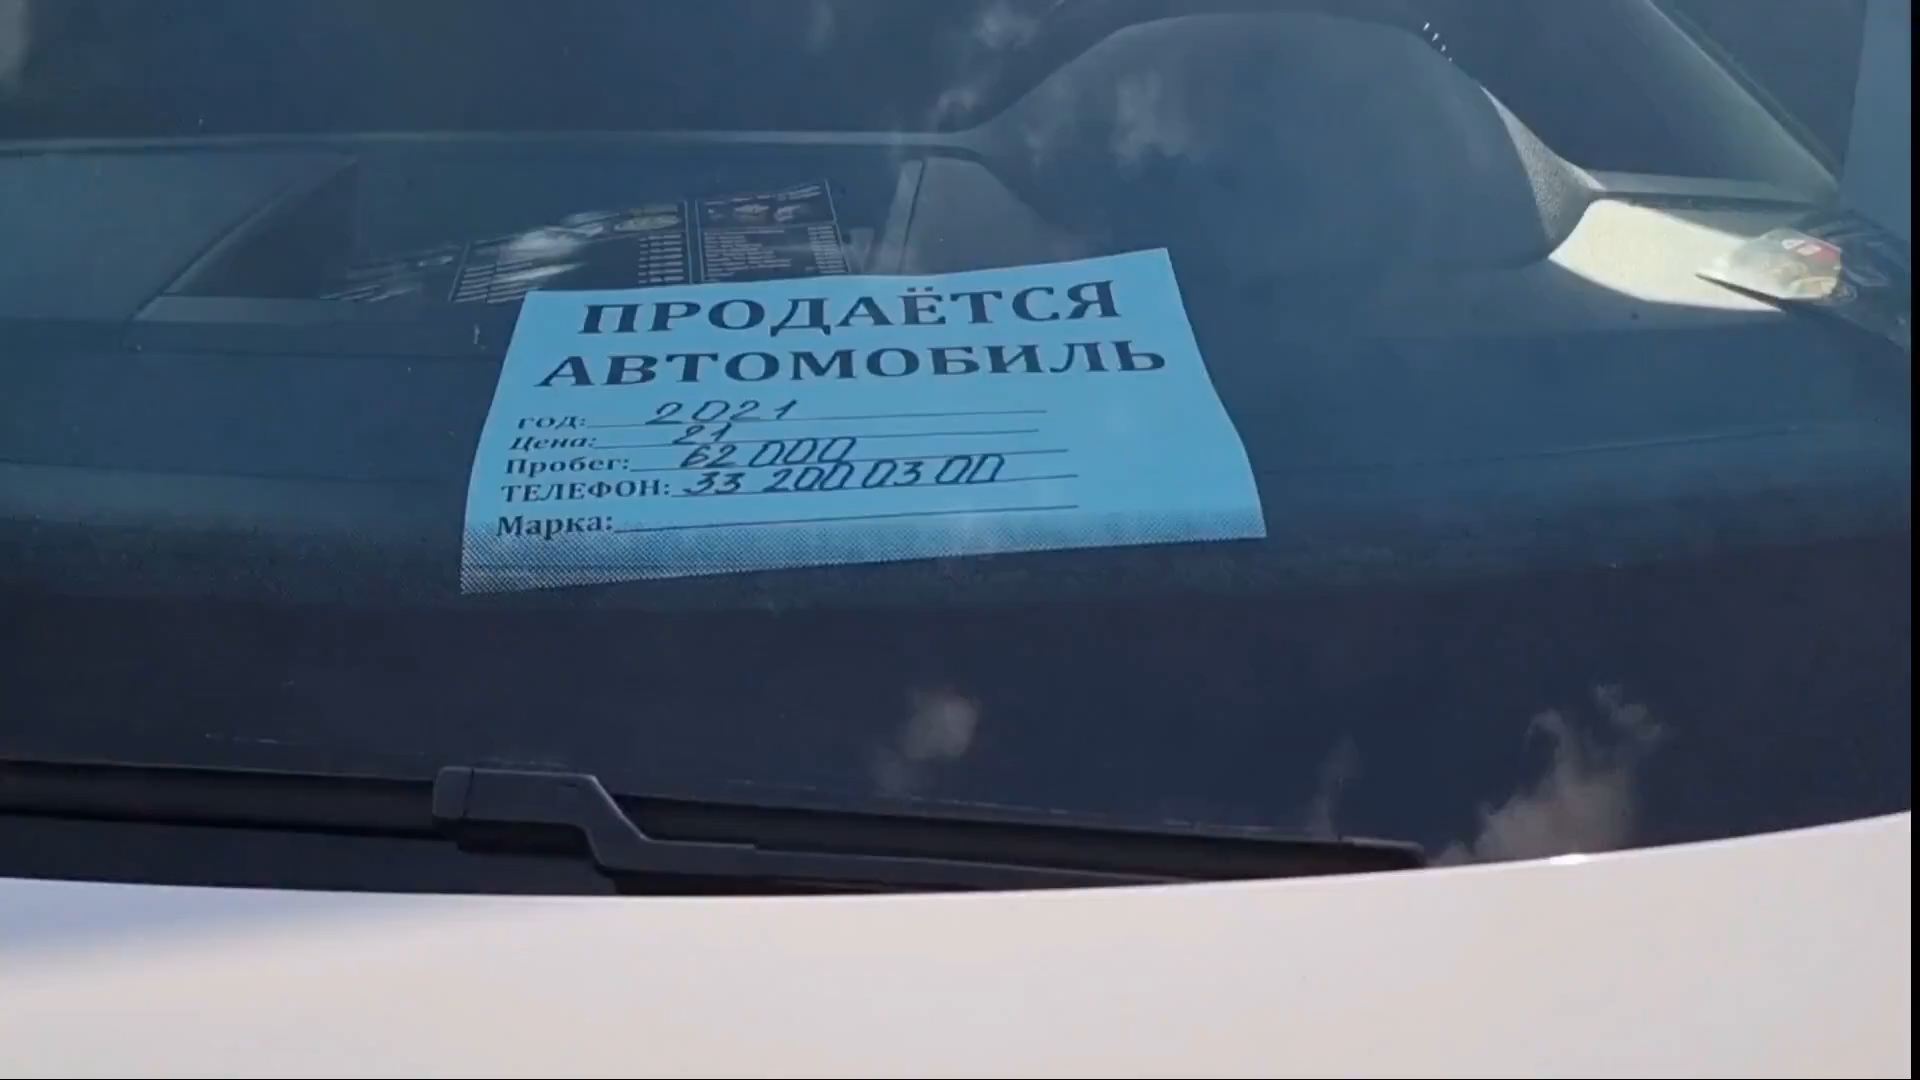 ПРОДАЁТСЯ
АВТОМОБИЛЬ
год: 2021
Цена: 21
Пробег: 62 000
ТЕЛЕФОН: 33 200 03 00
Марка: